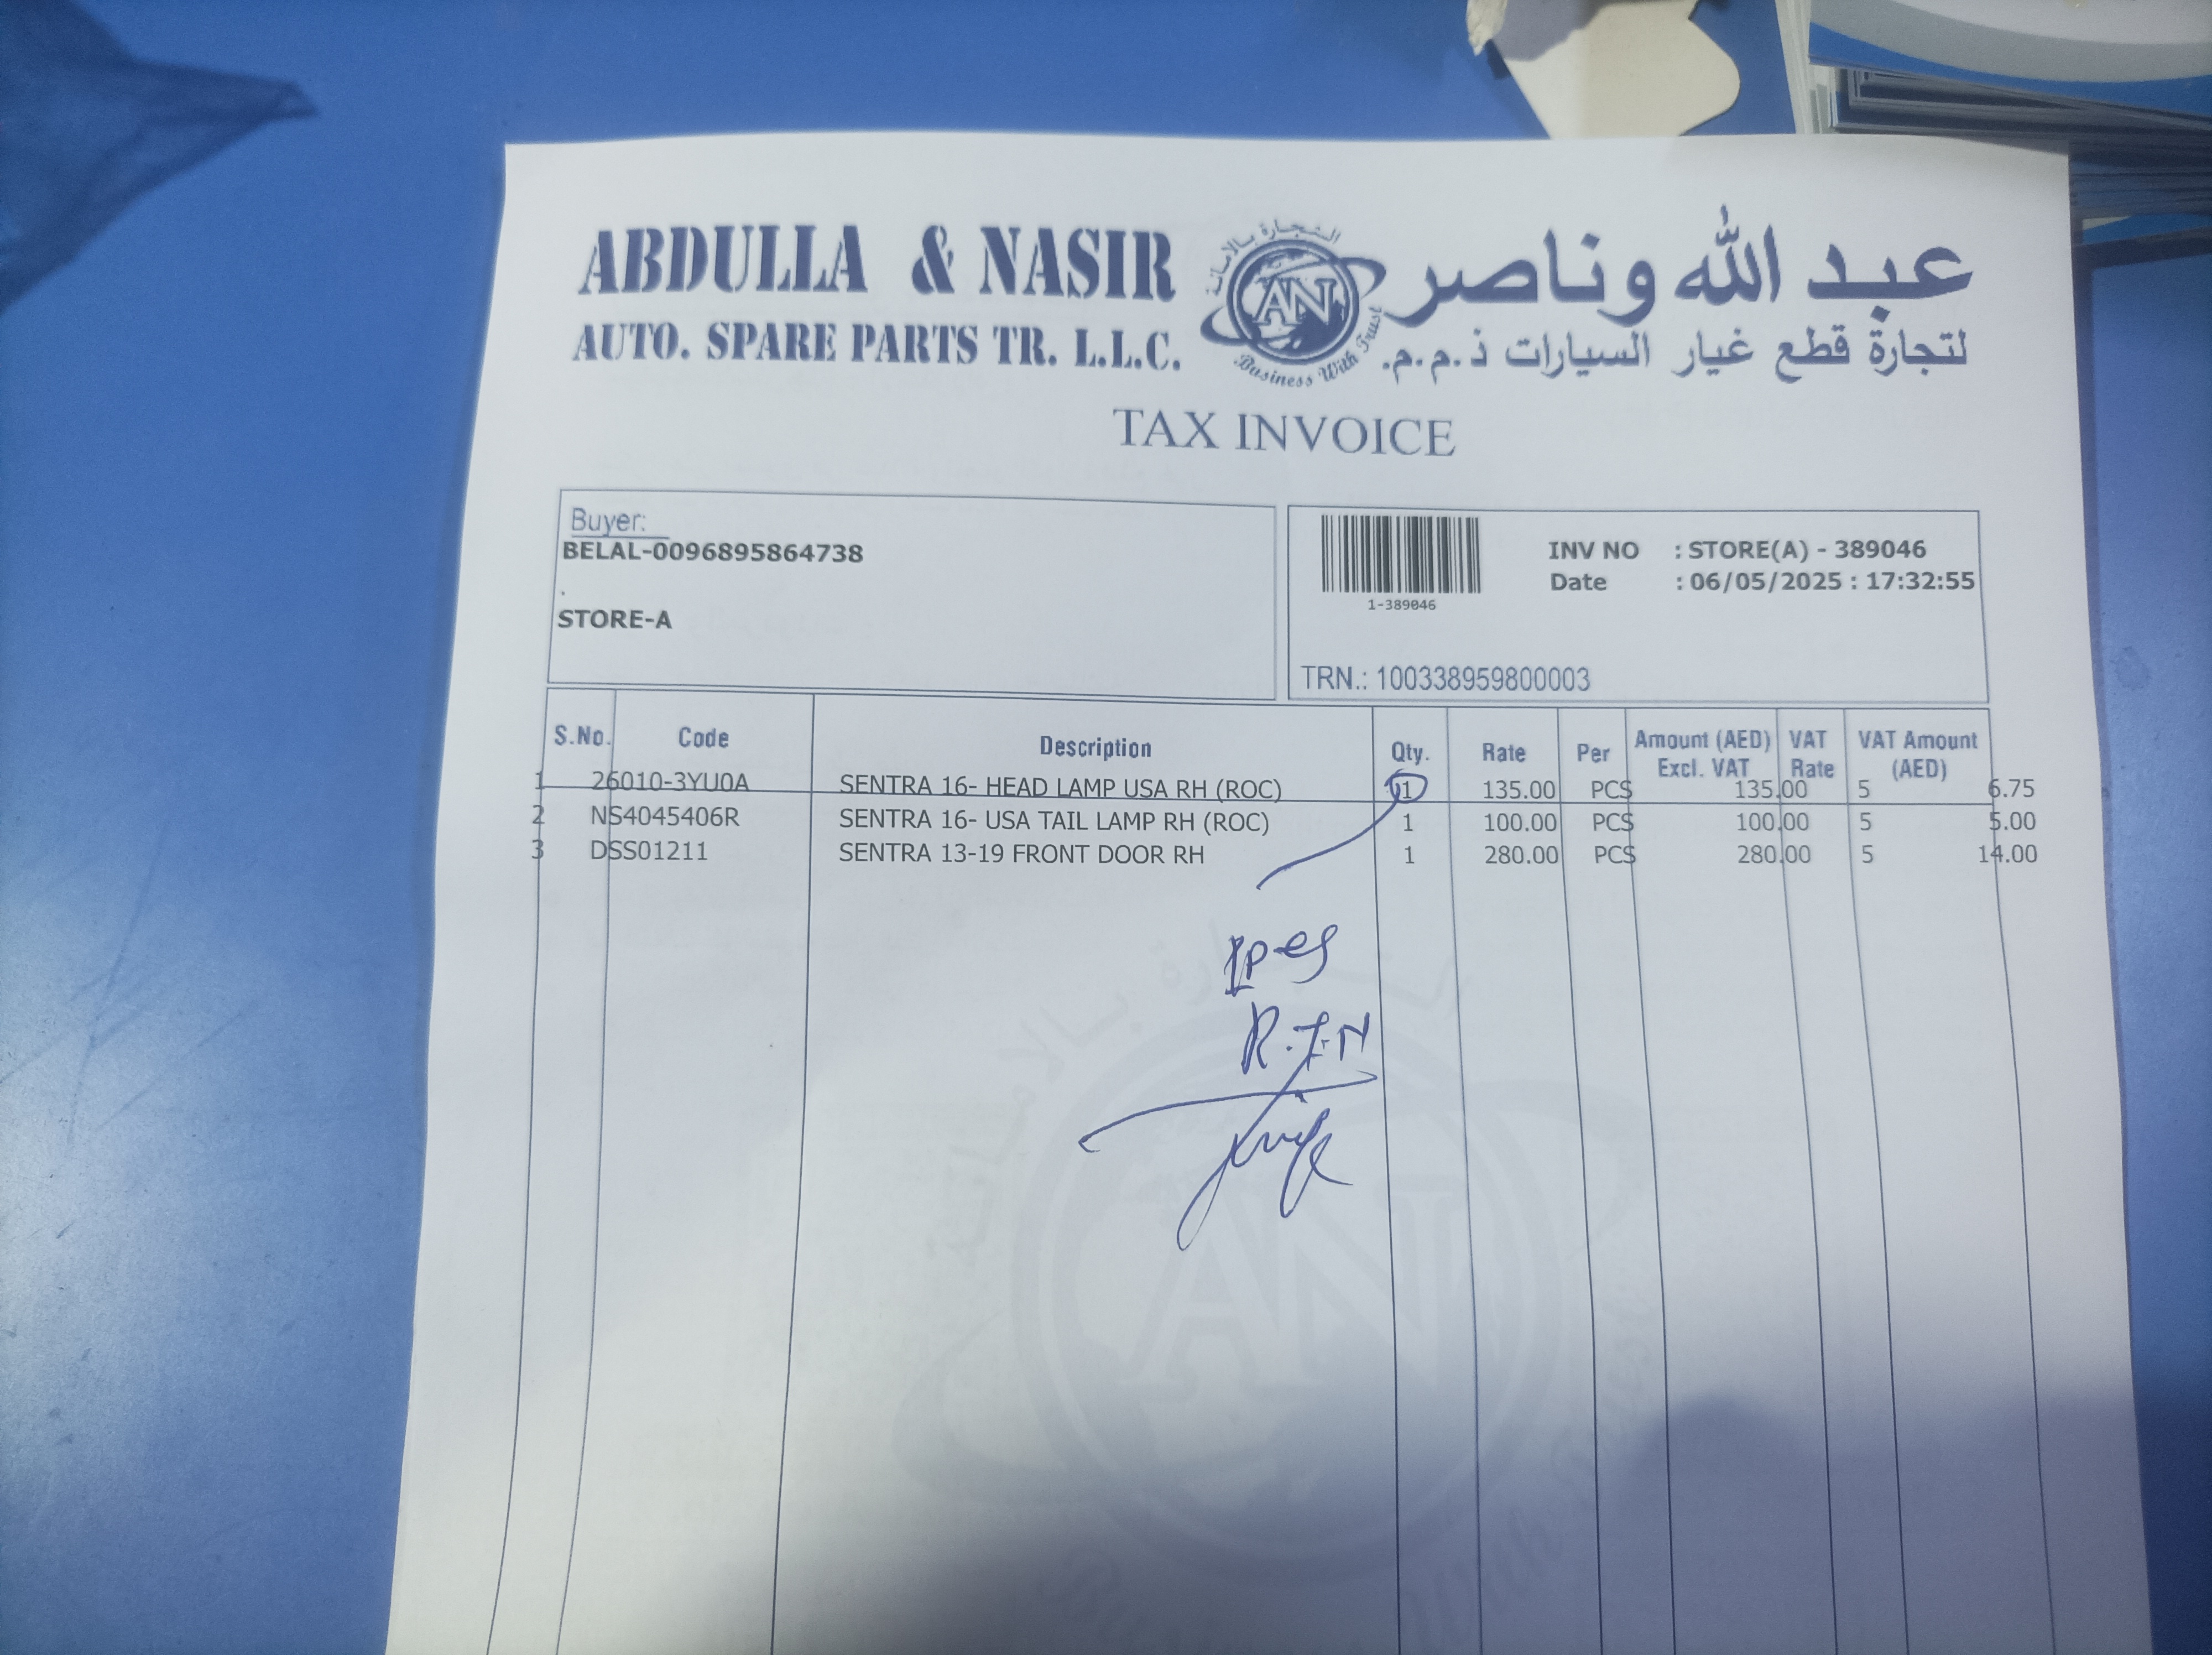 ABDULLA & NASIR
AUTO. SPARE PARTS TR. L.L.C.
التجارة بالامانة
AN
Business With Trust
عبد الله وناصر
لتجارة قطع غيار السيارات ذ.م.م.
TAX INVOICE
Buyer:
BELAL-0096895864738
.
STORE-A
1-389046
INV NO : STORE(A) - 389046
Date : 06/05/2025 : 17:32:55
TRN.: 100338959800003
S.No. Code Description Qty. Rate Per Amount (AED) Excl. VAT VAT Rate VAT Amount (AED)
1 26010-3YU0A SENTRA 16- HEAD LAMP USA RH (ROC) 1 135.00 PCS 135.00 5 6.75
2 NS4045406R SENTRA 16- USA TAIL LAMP RH (ROC) 1 100.00 PCS 100.00 5 5.00
3 DSS01211 SENTRA 13-19 FRONT DOOR RH 1 280.00 PCS 280.00 5 14.00
AN